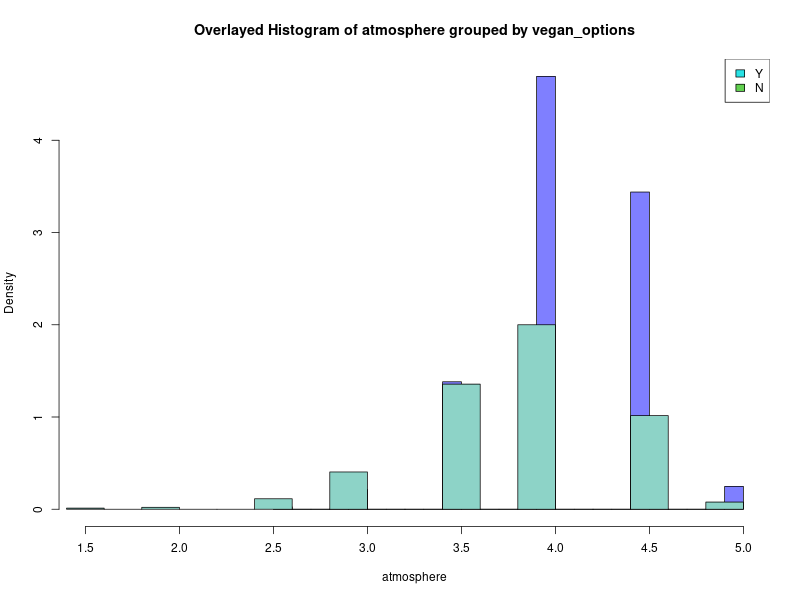 Overlayed Histogram of atmosphere grouped by vegan_options
Y
N
Density
4
3
2
1
0
1.5 2.0 2.5 3.0 3.5 4.0 4.5 5.0
atmosphere